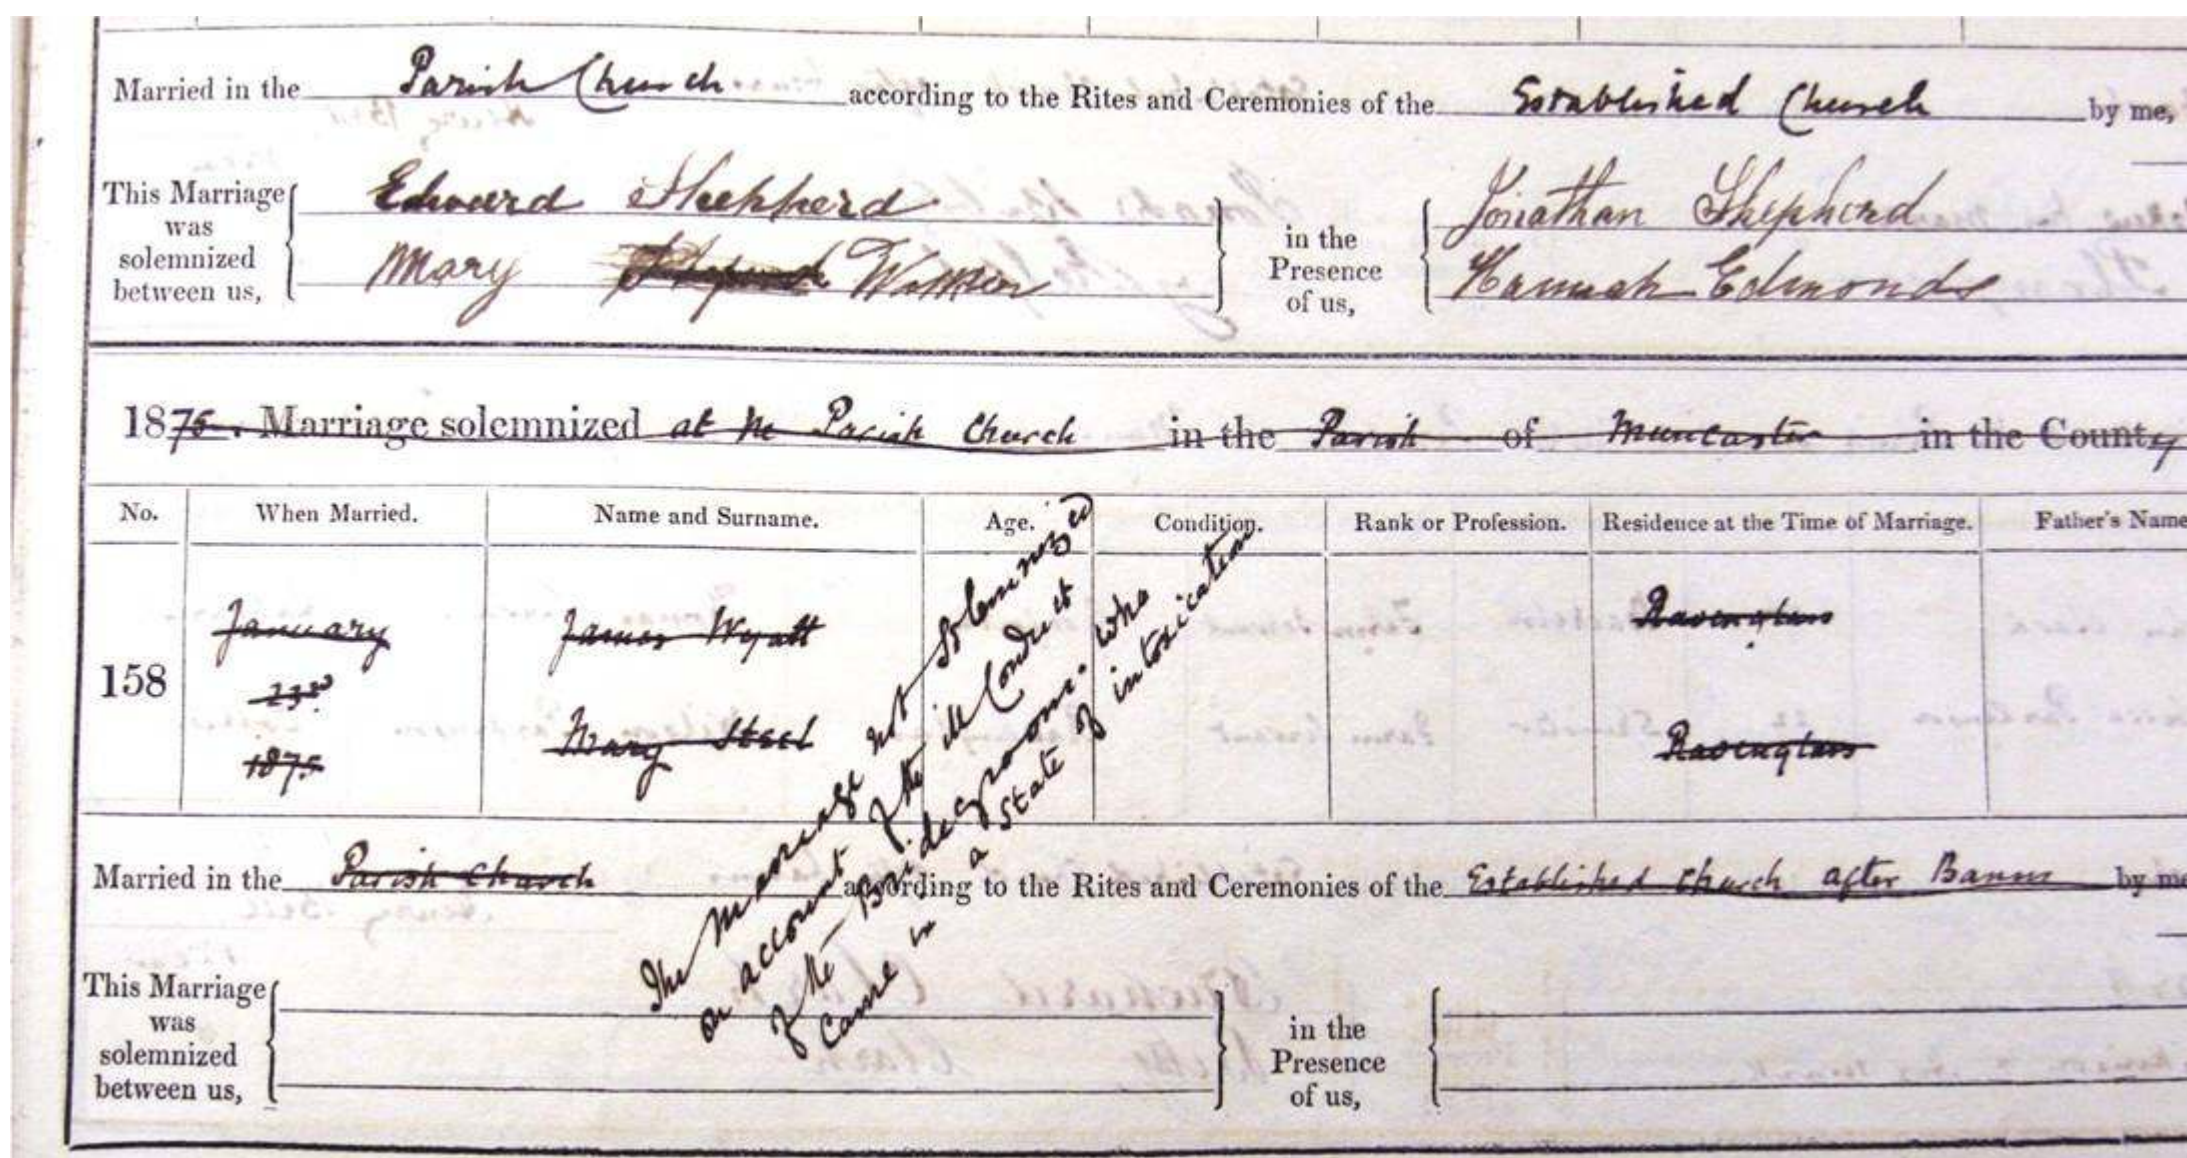 Married in the Parish Church according to the Rites and Ceremonies of the Established Church by me,
This Marriage was solemnized between us,
Edward Shepherd
Mary Walker
in the Presence of us,
Jonathan Shepherd
Hannah Edmonds
1875. Marriage solemnized at the Parish Church in the Parish of Muncaster in the County
No. When Married. Name and Surname. Age. Condition. Rank or Profession. Residence at the Time of Marriage. Father's Name
158
January
23rd
1875
James Wyatt
Mary Steel
Ravenglass
Ravenglass
The marriage not solemnized
on account of the ill Conduct
of the Bridegroom. who
came in a State of intoxication
Married in the Parish Church according to the Rites and Ceremonies of the Established Church after Banns by me
This Marriage was solemnized between us,
in the Presence of us,